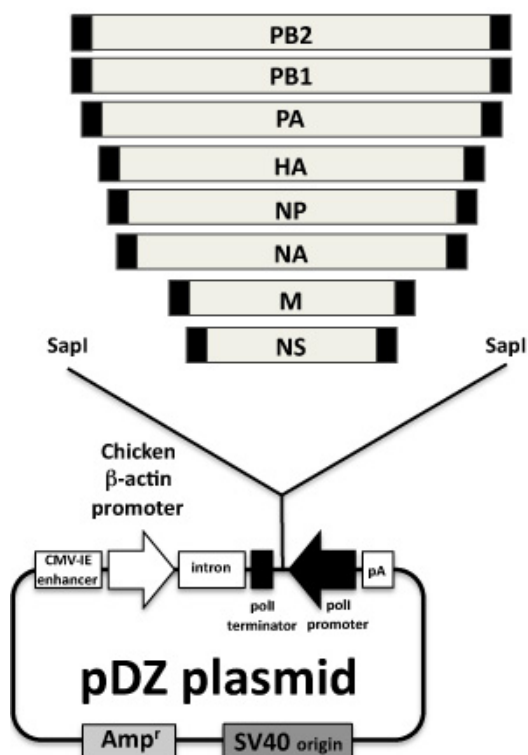 PB2
PB1
PA
HA
NP
NA
M
NS
SapI
SapI
Chicken
β-actin
promoter
CMV-IE
enhancer
intron
polI
terminator
polI
promoter
pA
pDZ plasmid
Ampʳ
SV40 origin